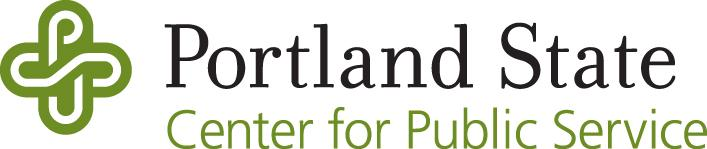 Portland State
Center for Public Service